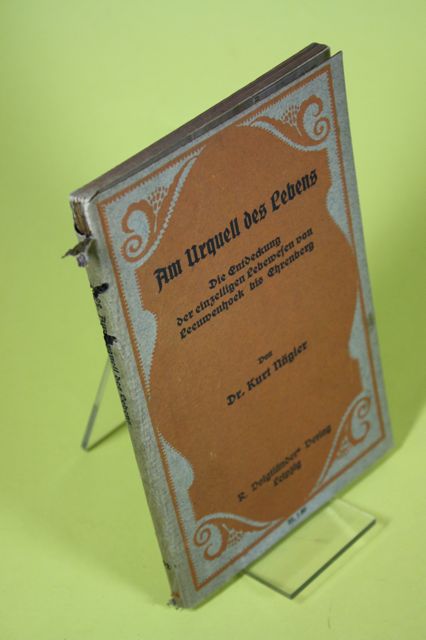 Am Urquell des Lebens
Die Entdeckung
der einzelligen Lebewesen von
Leeuwenhoek bis Ehrenberg
Von
Dr. Kurt Nägler
R. Voigtländers Verlag
Leipzig